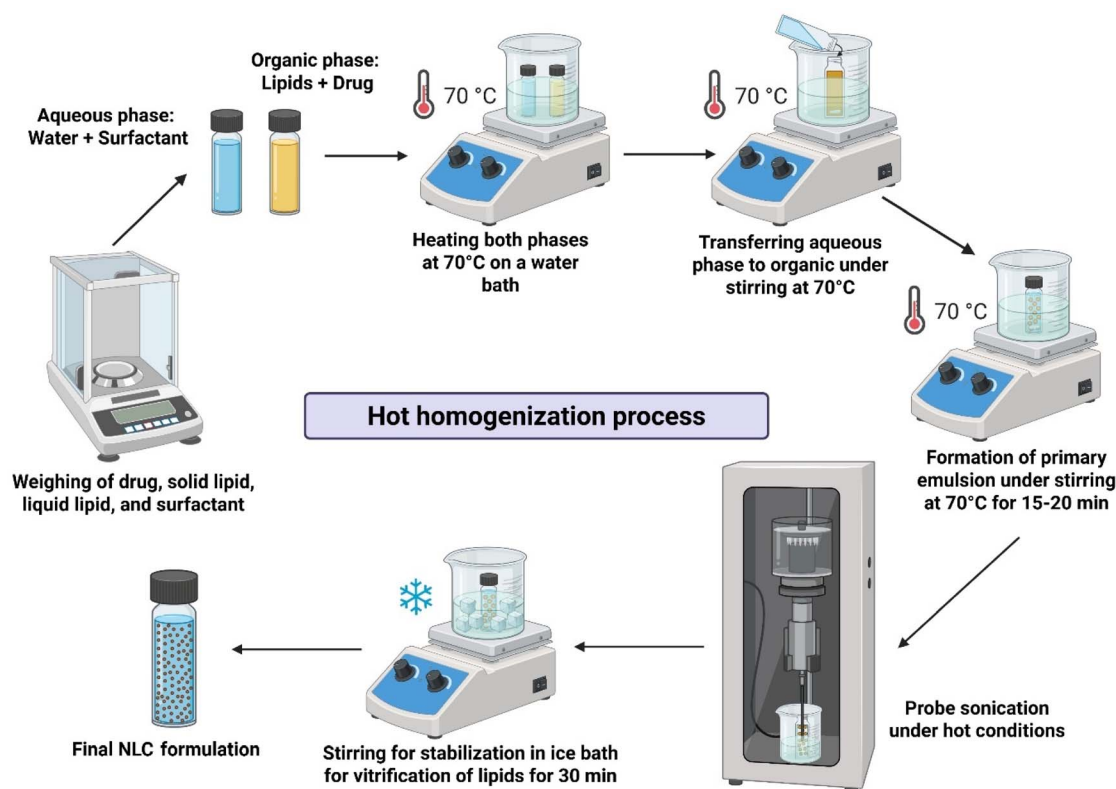 Organic phase:
Lipids + Drug
Aqueous phase:
Water + Surfactant
70 °C
Heating both phases
at 70°C on a water
bath
70 °C
Transferring aqueous
phase to organic under
stirring at 70°C
70 °C
Formation of primary
emulsion under stirring
at 70°C for 15-20 min
Hot homogenization process
Weighing of drug, solid lipid,
liquid lipid, and surfactant
Probe sonication
under hot conditions
Stirring for stabilization in ice bath
for vitrification of lipids for 30 min
Final NLC formulation